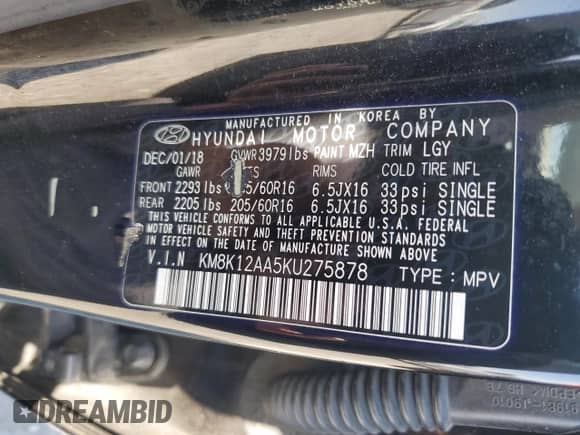 MANUFACTURED IN KOREA BY
HYUNDAI MOTOR COMPANY
DEC/01/18 GVWR 3979lbs PAINT MZH TRIM LGY
GAWR RIMS COLD TIRE INFL
FRONT 2293lbs 5/60R16 6.5JX16 33psi SINGLE
REAR 2205lbs 205/60R16 6.5JX16 33psi SINGLE
THIS VEHICLE CONFORMS TO ALL APPLICABLE
FEDERAL MOTOR VEHICLE U.S.A. FEDERAL
SAFETY AND THEFT PREVENTION STANDARDS
IN EFFECT ON THE DATE OF MANUFACTURE SHOWN ABOVE
V.I.N KM8K12AA5KU275878 TYPE : MPV
DREAMBID